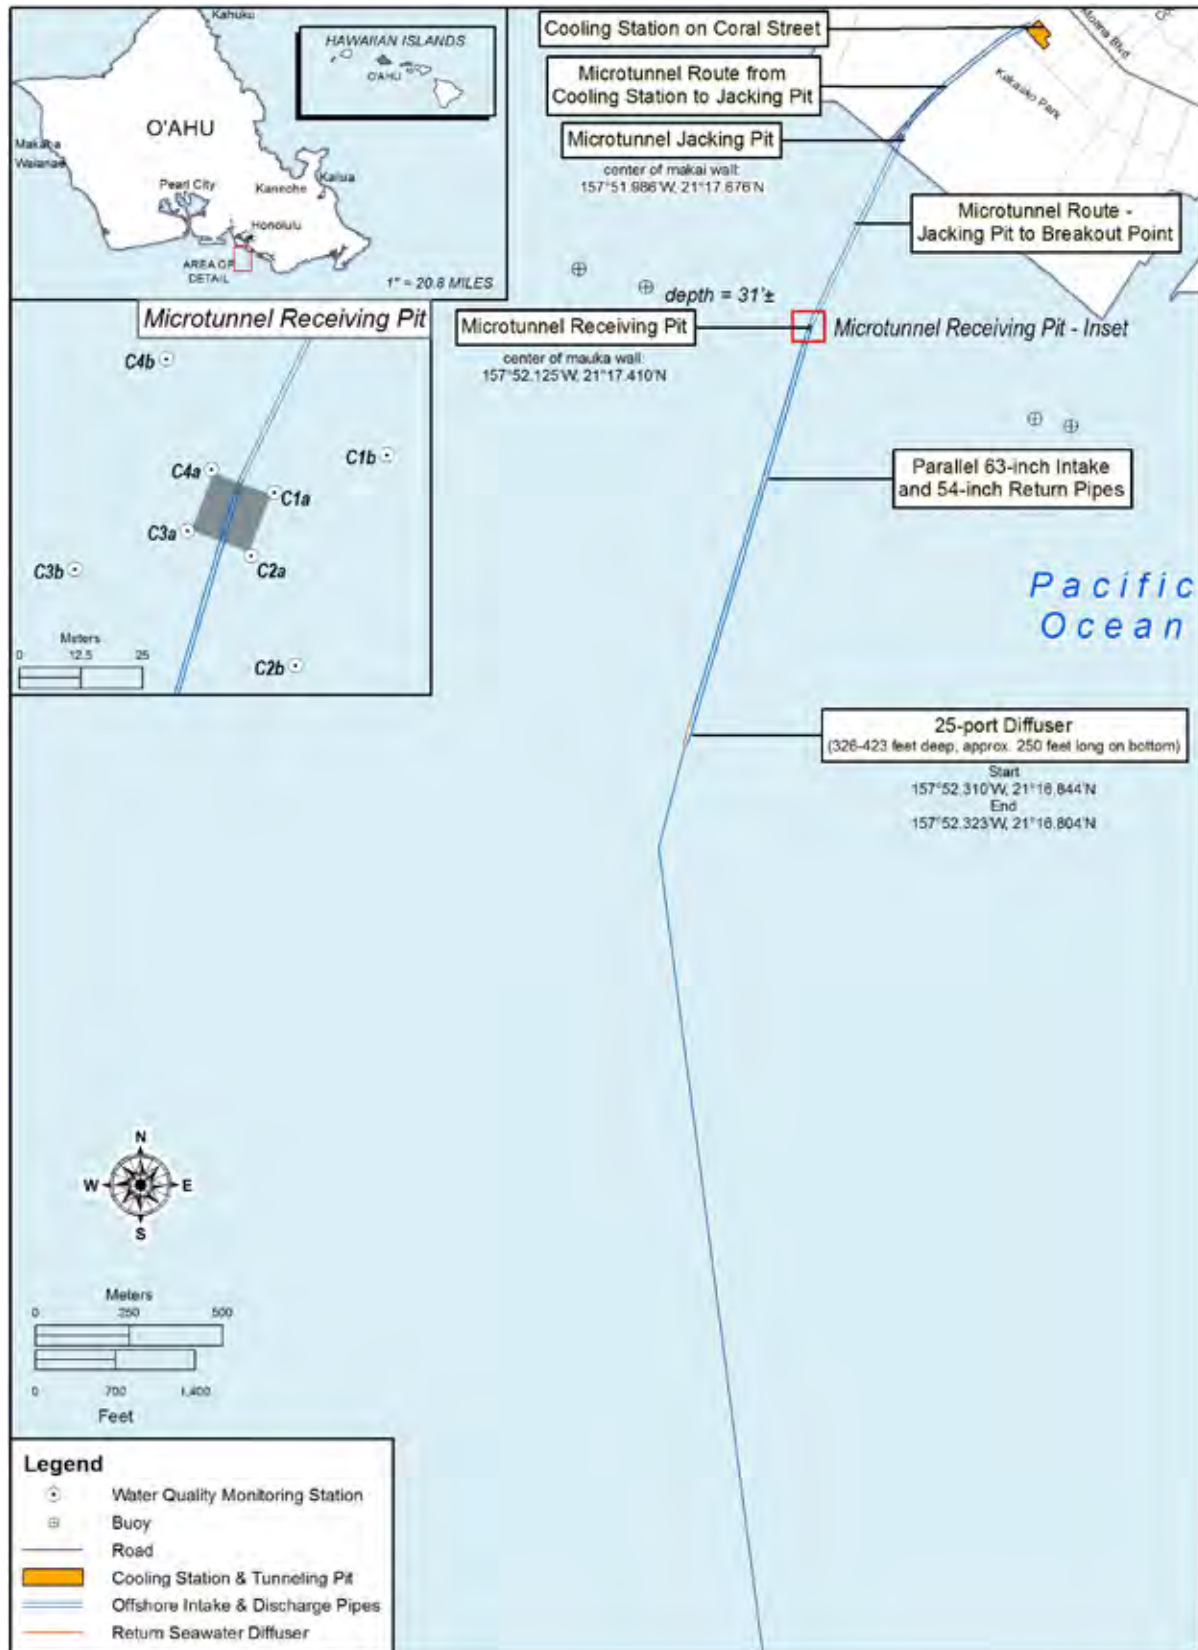 Kahuku
HAWAIIAN ISLANDS
O'AHU
O'AHU
Makaha
Waianae
Pearl City
Kaneohe
Kailua
Honolulu
AREA OF
DETAIL
1" = 20.8 MILES
Cooling Station on Coral Street
Moana Blvd
Microtunnel Route from
Cooling Station to Jacking Pit
Kakaako Park
Microtunnel Jacking Pit
center of makai wall:
157°51.986'W, 21°17.676'N
Microtunnel Route -
Jacking Pit to Breakout Point
depth = 31'±
Microtunnel Receiving Pit
Microtunnel Receiving Pit - Inset
center of mauka wall:
157°52.125'W, 21°17.410'N
Microtunnel Receiving Pit
C4b
C1b
C4a
C1a
C3a
C2a
C3b
C2b
Meters
0 12.5 25
Parallel 63-inch Intake
and 54-inch Return Pipes
Pacific
Ocean
25-port Diffuser
(326-423 feet deep, approx. 250 feet long on bottom)
Start
157°52.310'W, 21°16.844'N
End
157°52.323'W, 21°16.804'N
N
W E
S
Meters
0 250 500
0 700 1,400
Feet
Legend
Water Quality Monitoring Station
Buoy
Road
Cooling Station & Tunneling Pit
Offshore Intake & Discharge Pipes
Return Seawater Diffuser